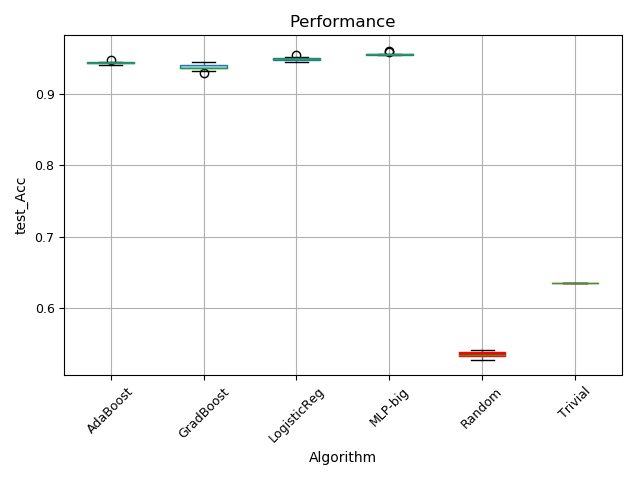 Performance
test_Acc
0.9
0.8
0.7
0.6
AdaBoost
GradBoost
LogisticReg
MLP-big
Random
Trivial
Algorithm